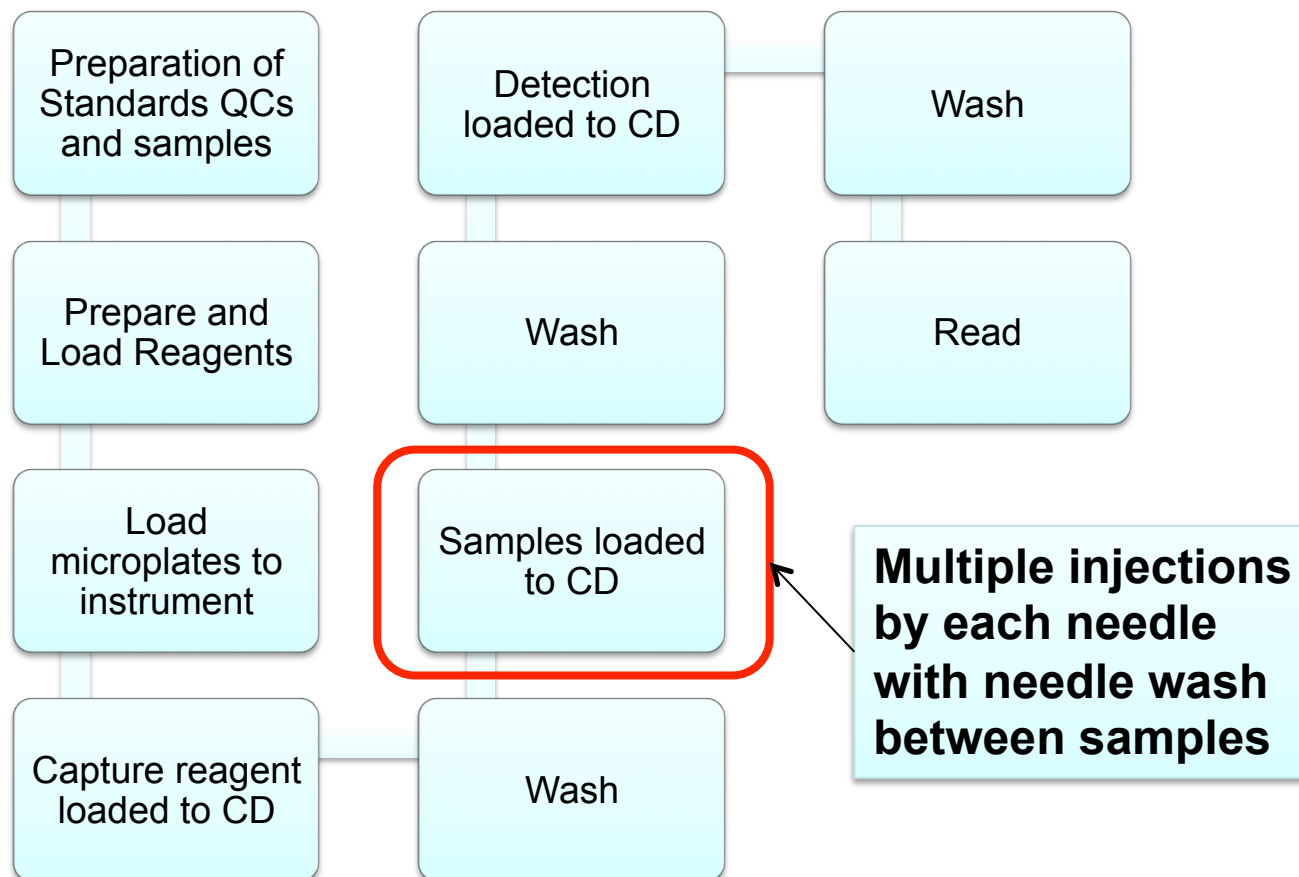 Preparation of
Standards QCs
and samples
Prepare and
Load Reagents
Load
microplates to
instrument
Capture reagent
loaded to CD
Wash
Samples loaded
to CD
Wash
Detection
loaded to CD
Wash
Read
Multiple injections
by each needle
with needle wash
between samples